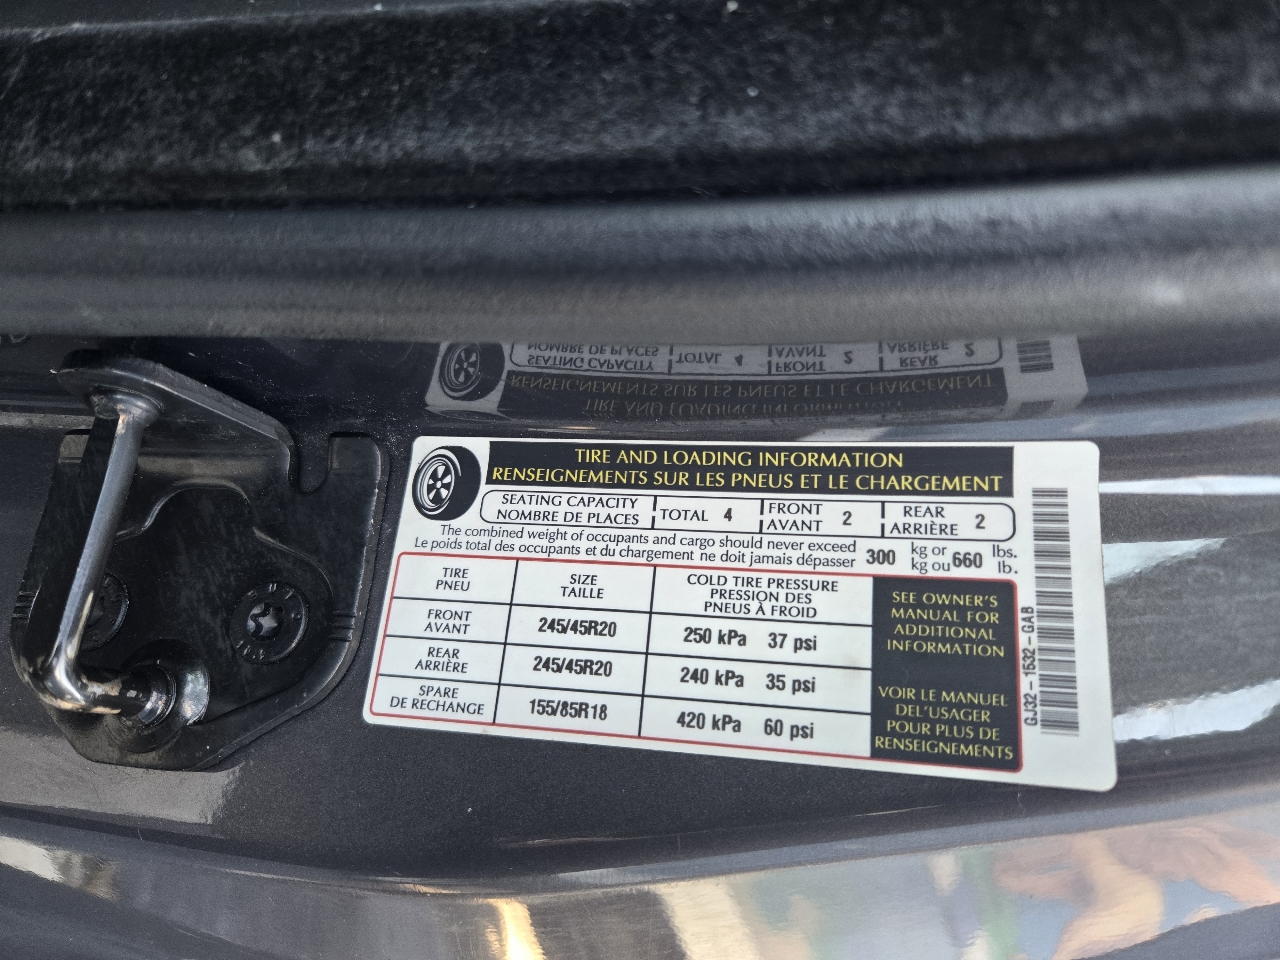 TIRE AND LOADING INFORMATION
RENSEIGNEMENTS SUR LES PNEUS ET LE CHARGEMENT
SEATING CAPACITY
NOMBRE DE PLACES
TOTAL 4
FRONT
AVANT 2
REAR
ARRIÈRE 2
The combined weight of occupants and cargo should never exceed
Le poids total des occupants et du chargement ne doit jamais dépasser
300 kg or 660 lbs.
kg ou lb.
TIRE
PNEU
SIZE
TAILLE
COLD TIRE PRESSURE
PRESSION DES
PNEUS À FROID
FRONT
AVANT
245/45R20
250 kPa 37 psi
REAR
ARRIÈRE
245/45R20
240 kPa 35 psi
SPARE
DE RECHANGE
155/85R18
420 kPa 60 psi
SEE OWNER'S
MANUAL FOR
ADDITIONAL
INFORMATION
VOIR LE MANUEL
DEL'USAGER
POUR PLUS DE
RENSEIGNEMENTS
GJ32-1532-GAB